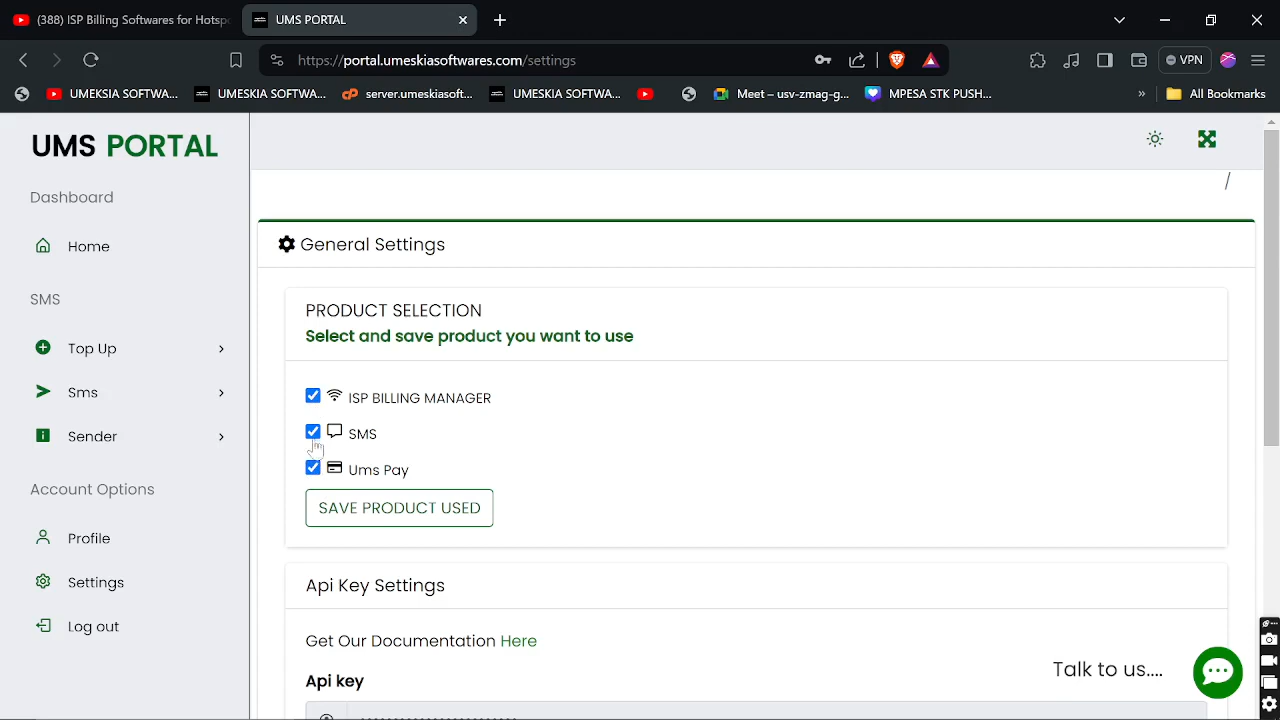 (388) ISP Billing Softwares for Hotsp
UMS PORTAL
https://portal.umeskiasoftwares.com/settings
VPN
UMEKSIA SOFTWA...
UMESKIA SOFTWA...
server.umeskiasoft...
UMESKIA SOFTWA...
Meet – usv-zmag-g...
MPESA STK PUSH...
»
All Bookmarks
UMS PORTAL
/
Dashboard
Home
SMS
Top Up
Sms
Sender
Account Options
Profile
Settings
Log out
General Settings
PRODUCT SELECTION
Select and save product you want to use
ISP BILLING MANAGER
SMS
Ums Pay
SAVE PRODUCT USED
Api Key Settings
Get Our Documentation Here
Api key
Talk to us....